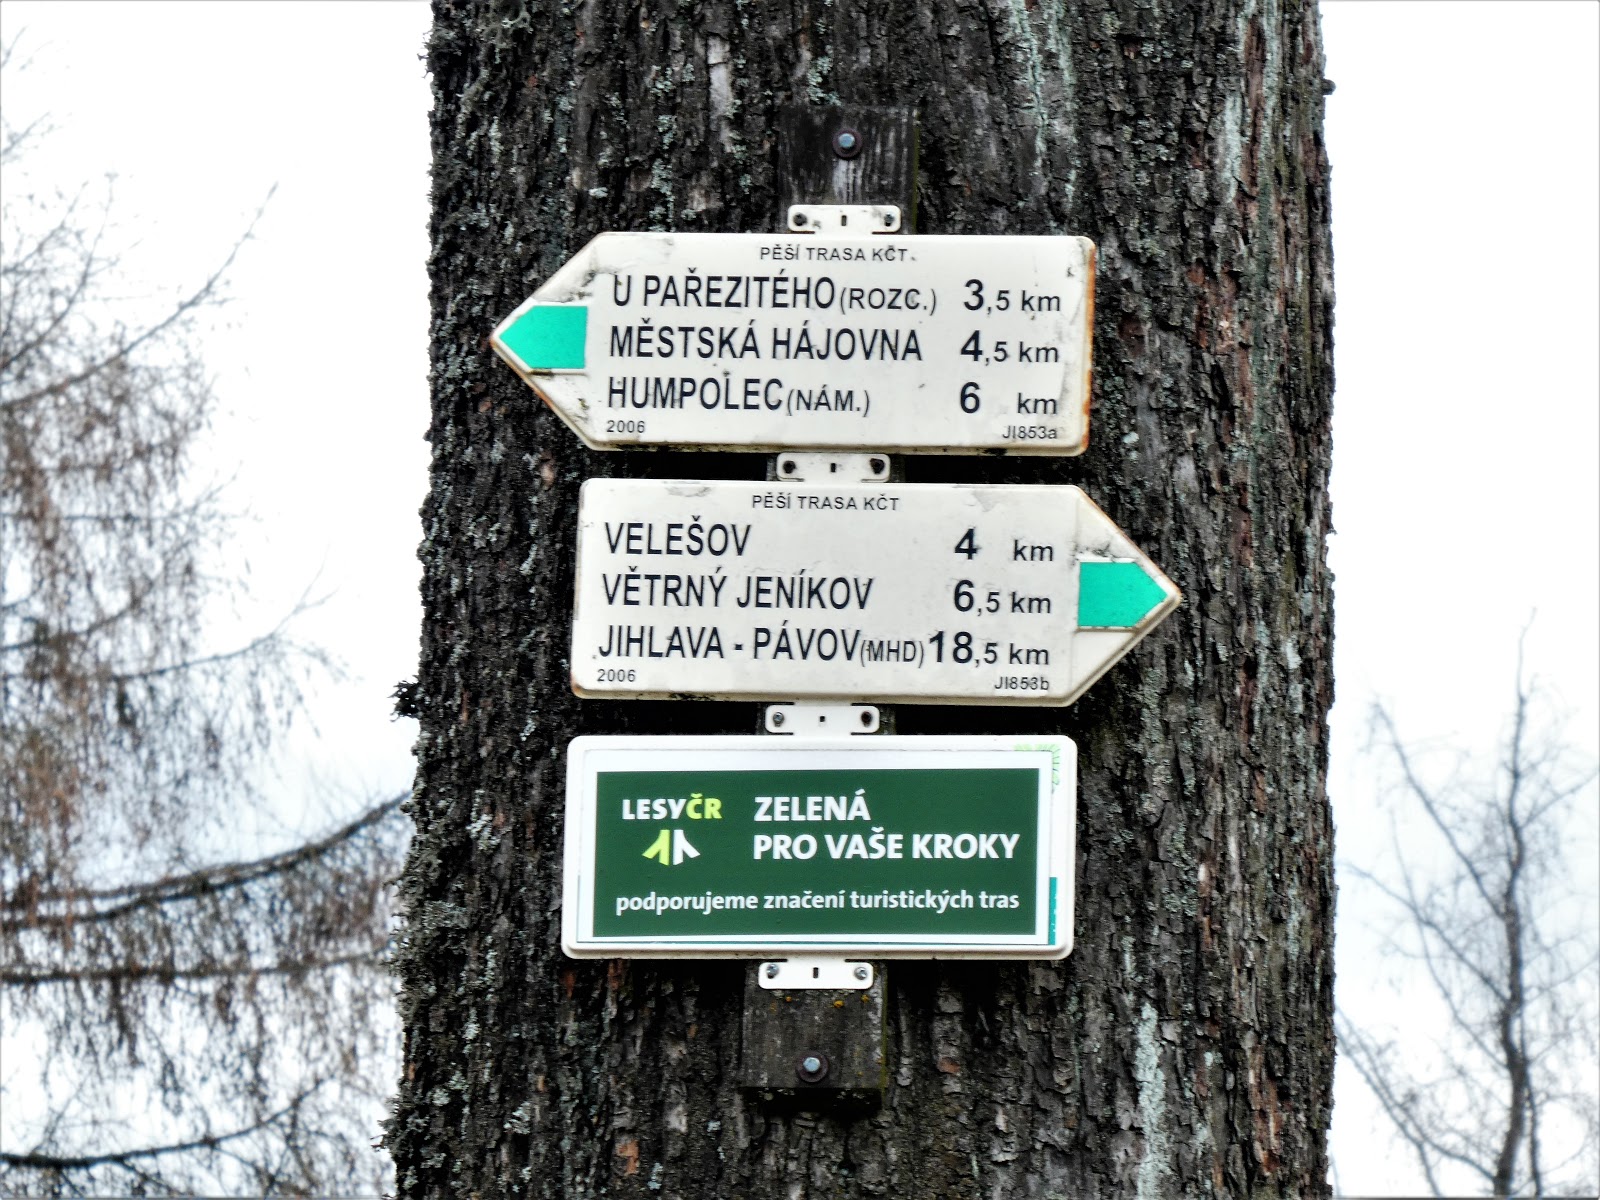 PĚŠÍ TRASA KČT
U PAŘEZITÉHO (ROZC.) 3,5 km
MĚSTSKÁ HÁJOVNA 4,5 km
HUMPOLEC (NÁM.) 6 km
2006 JI853a
PĚŠÍ TRASA KČT
VELEŠOV 4 km
VĚTRNÝ JENÍKOV 6,5 km
JIHLAVA - PÁVOV (MHD) 18,5 km
2006 JI853b
LESYČR
ZELENÁ
PRO VAŠE KROKY
podporujeme značení turistických tras